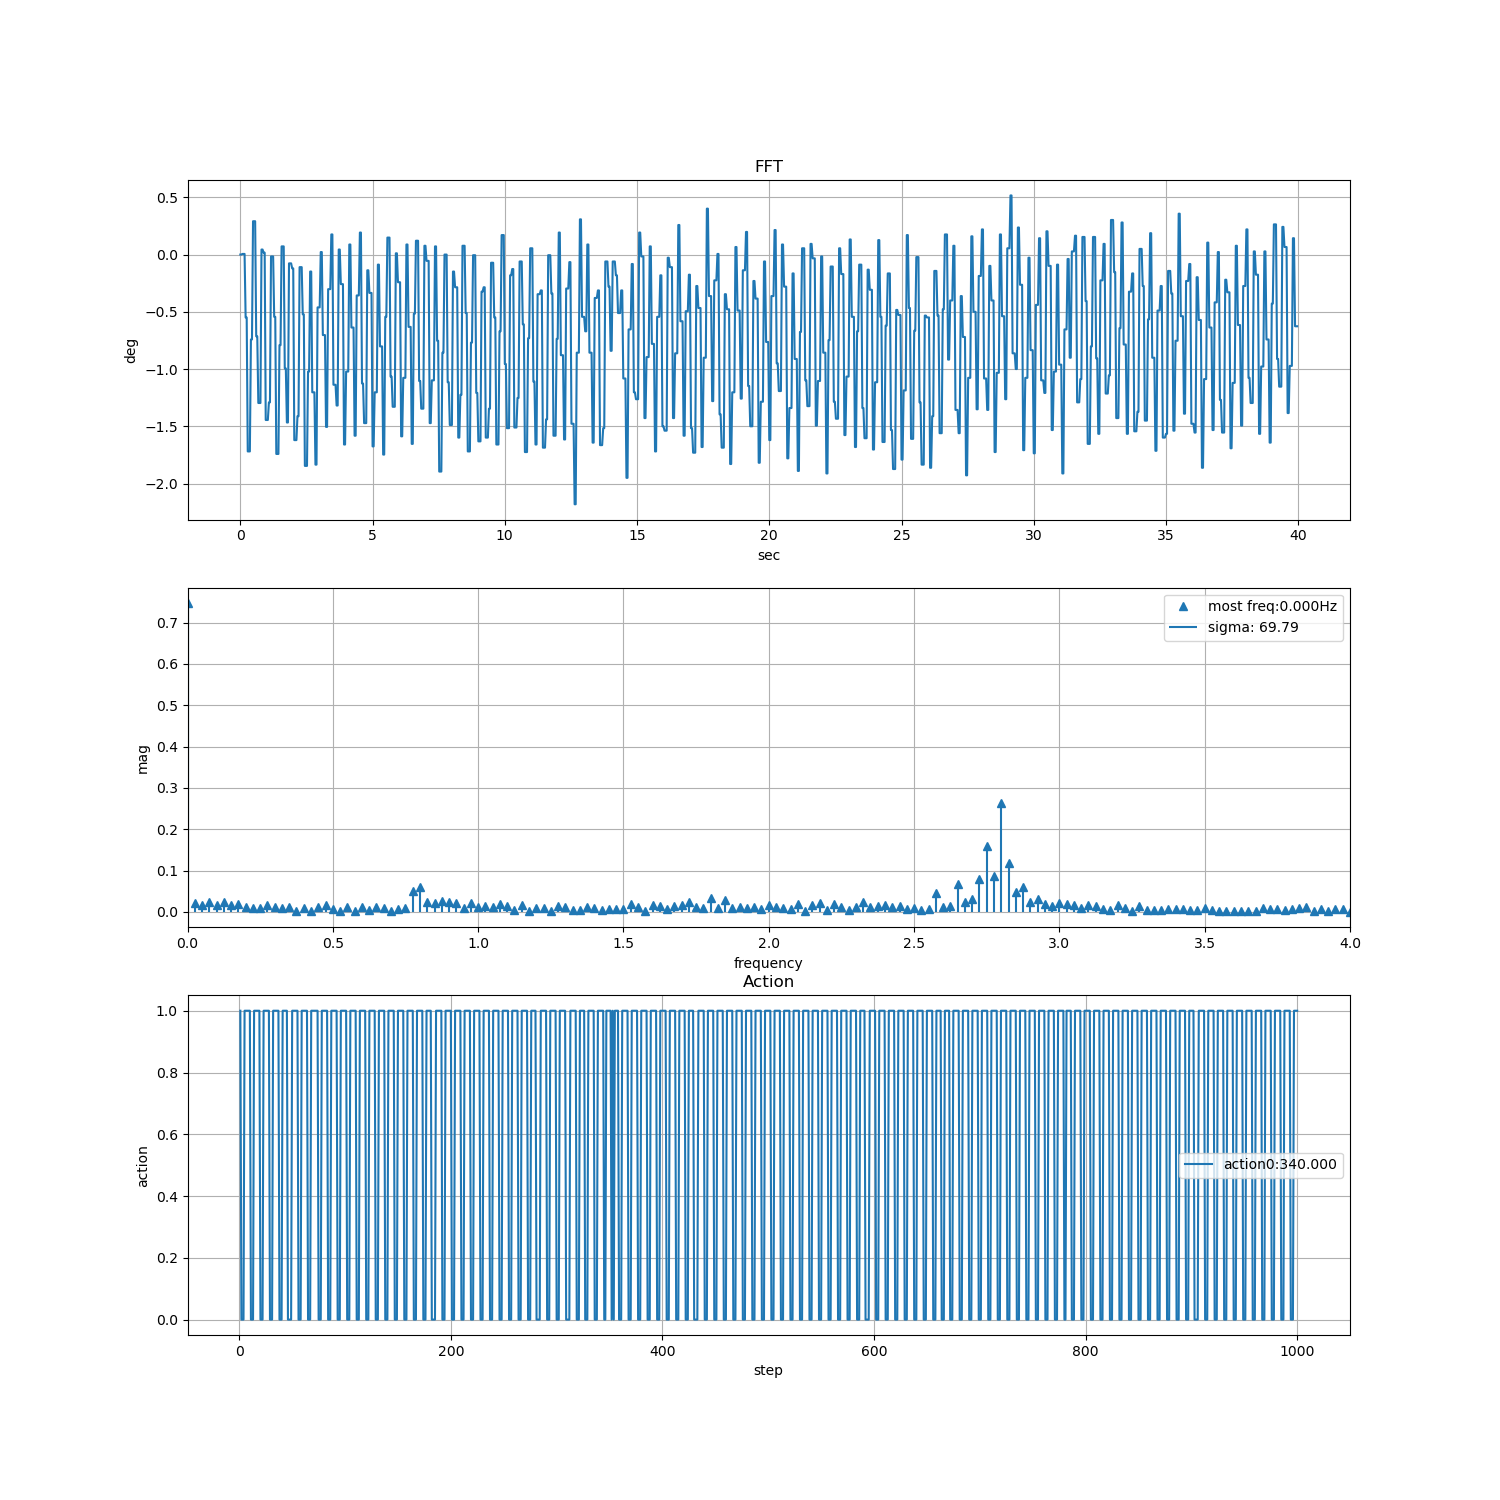 FFT
0.5
0.0
−0.5
−1.0
−1.5
−2.0
deg
0 5 10 15 20 25 30 35 40
sec
most freq:0.000Hz
sigma: 69.79
0.7
0.6
0.5
0.4
0.3
0.2
0.1
0.0
mag
0.0 0.5 1.0 1.5 2.0 2.5 3.0 3.5 4.0
frequency
Action
1.0
0.8
0.6
0.4
0.2
0.0
action
action0:340.000
0 200 400 600 800 1000
step